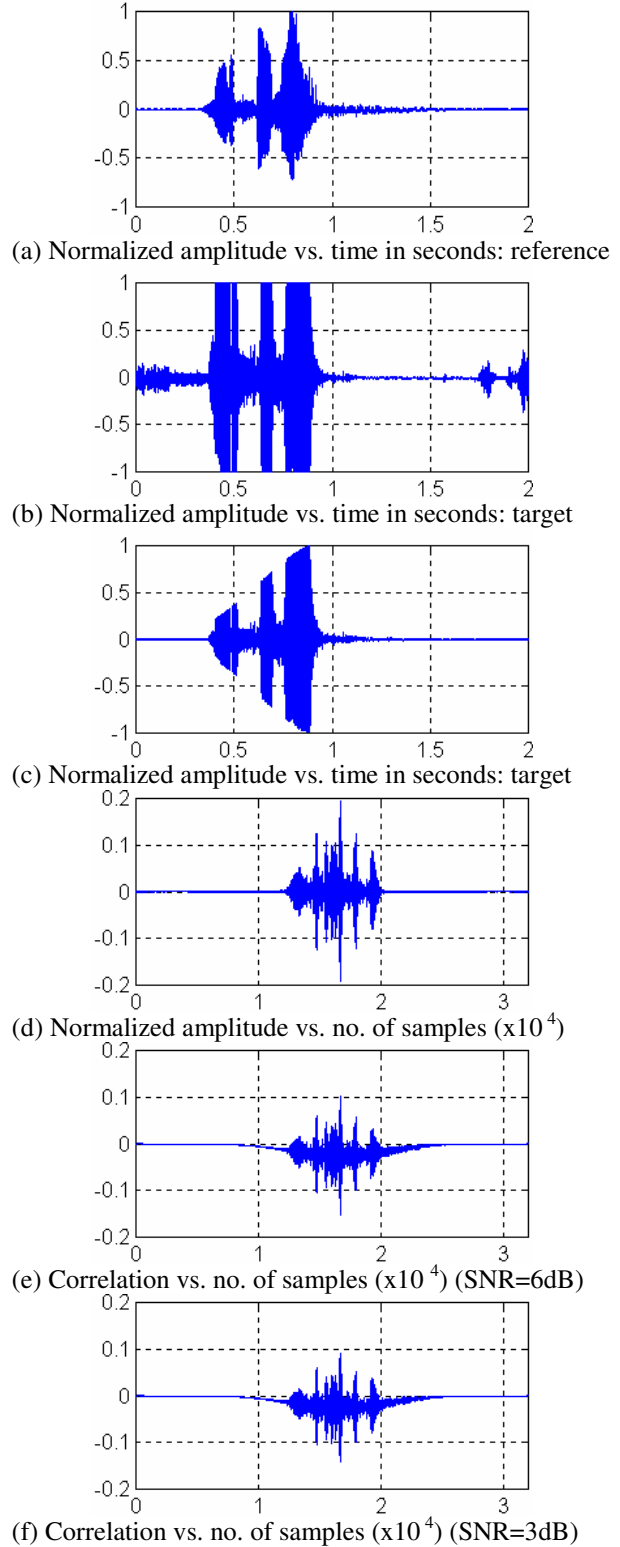 1
0.5
0
-0.5
-1
0 0.5 1 1.5 2
(a) Normalized amplitude vs. time in seconds: reference
1
0.5
0
-0.5
-1
0 0.5 1 1.5 2
(b) Normalized amplitude vs. time in seconds: target
1
0.5
0
-0.5
-1
0 0.5 1 1.5 2
(c) Normalized amplitude vs. time in seconds: target
0.2
0.1
0
-0.1
-0.2
0 1 2 3
(d) Normalized amplitude vs. no. of samples (x10⁴)
0.2
0.1
0
-0.1
-0.2
0 1 2 3
(e) Correlation vs. no. of samples (x10⁴) (SNR=6dB)
0.2
0.1
0
-0.1
-0.2
0 1 2 3
(f) Correlation vs. no. of samples (x10⁴) (SNR=3dB)